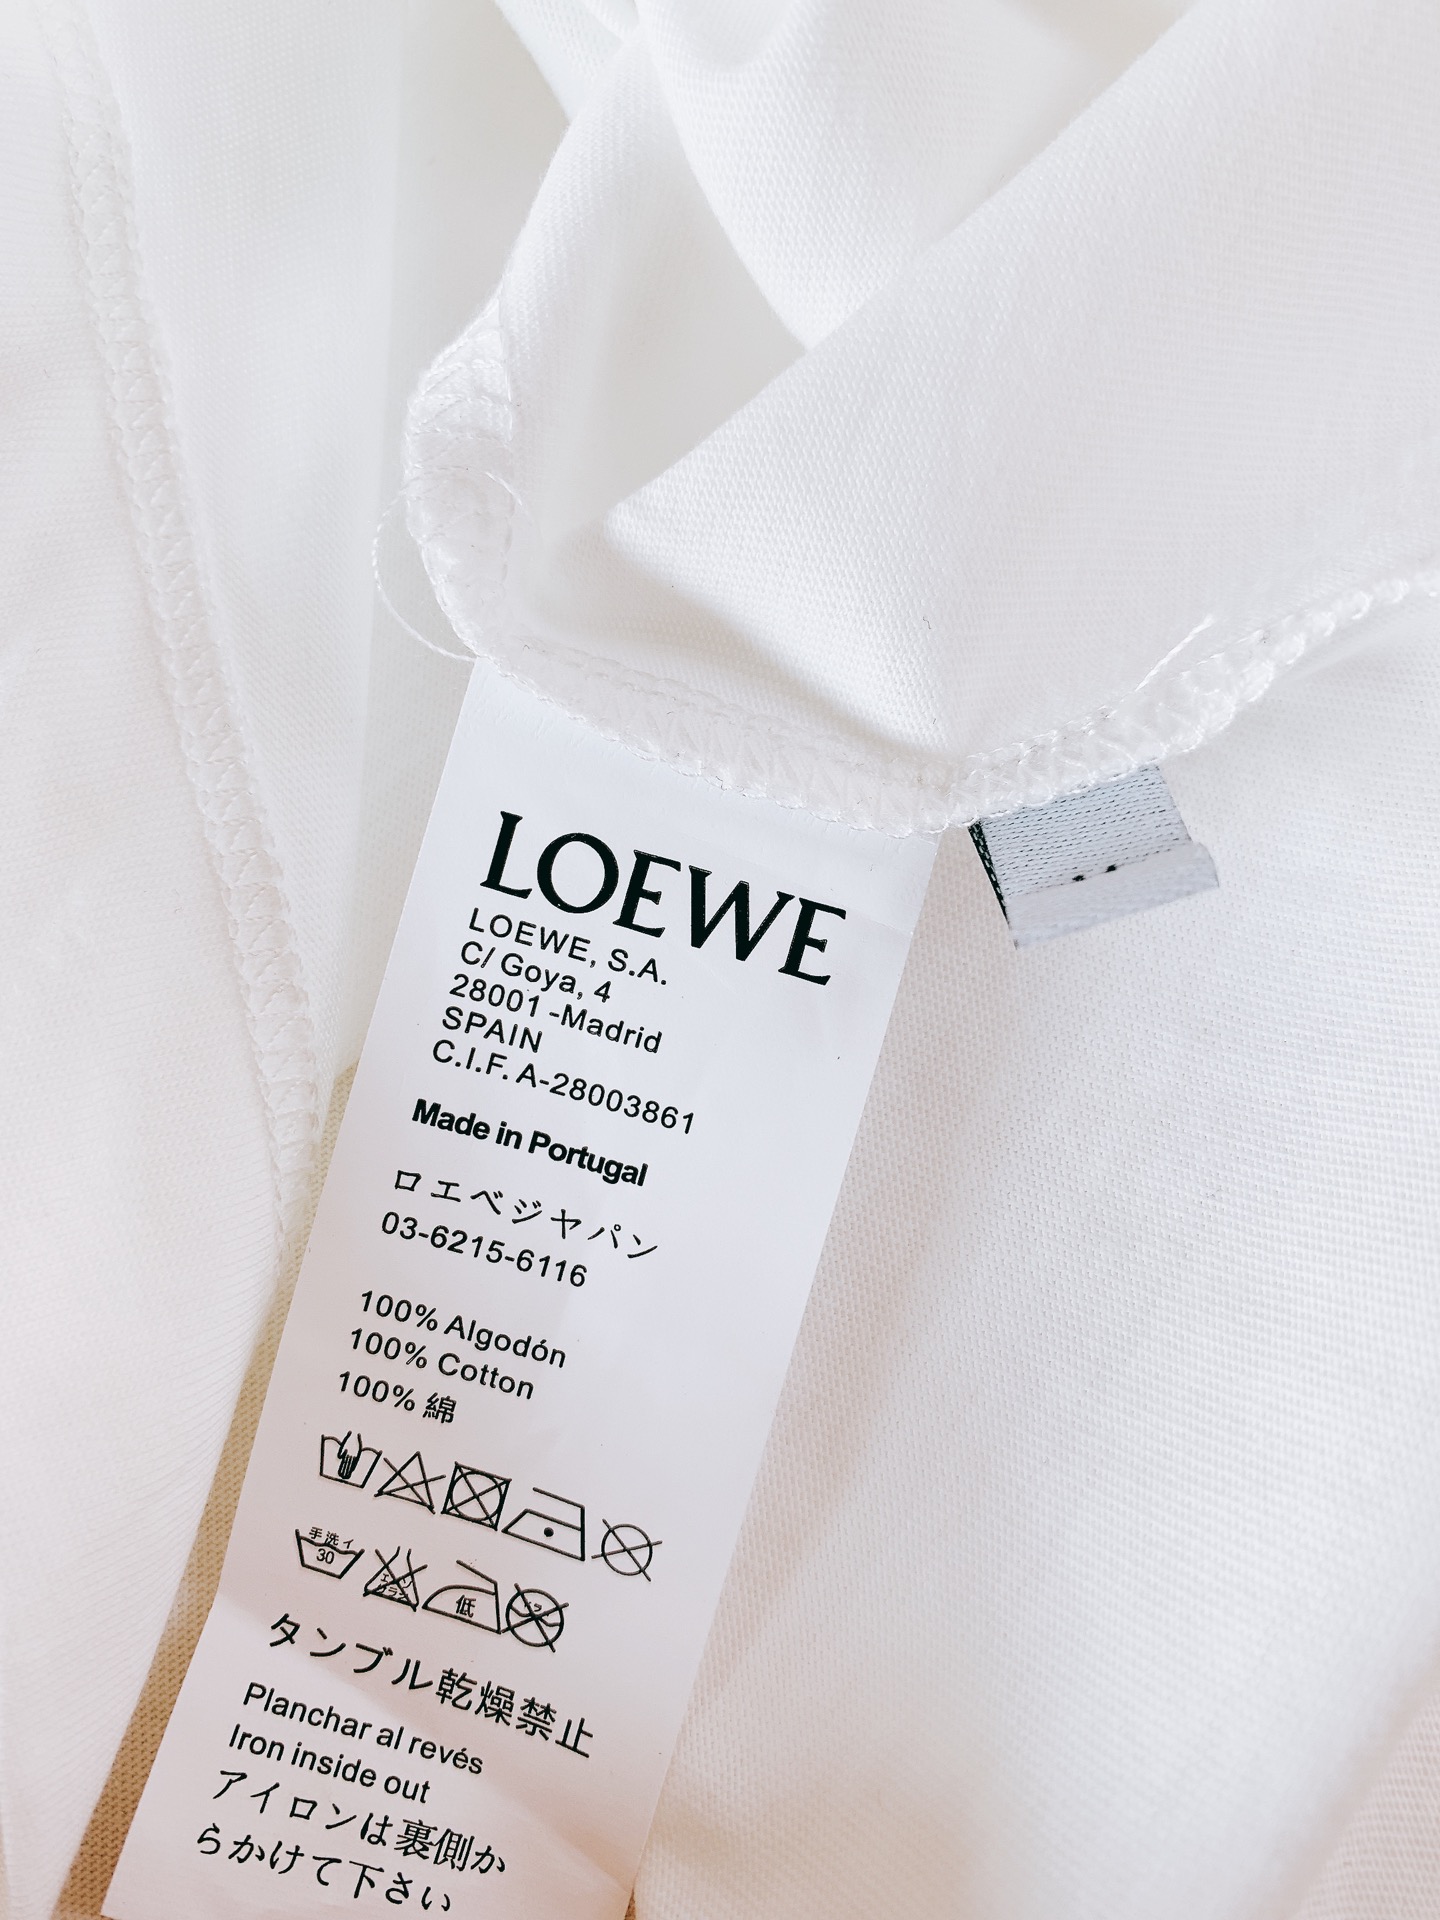 LOEWE
LOEWE, S.A.
C/ Goya, 4
28001 -Madrid
SPAIN
C.I.F. A-28003861
Made in Portugal
ロエベジャパン
03-6215-6116
100% Algodón
100% Cotton
100% 綿
手洗イ
30
低
タンブル乾燥禁止
Planchar al revés
Iron inside out
アイロンは裏側か
らかけて下さい